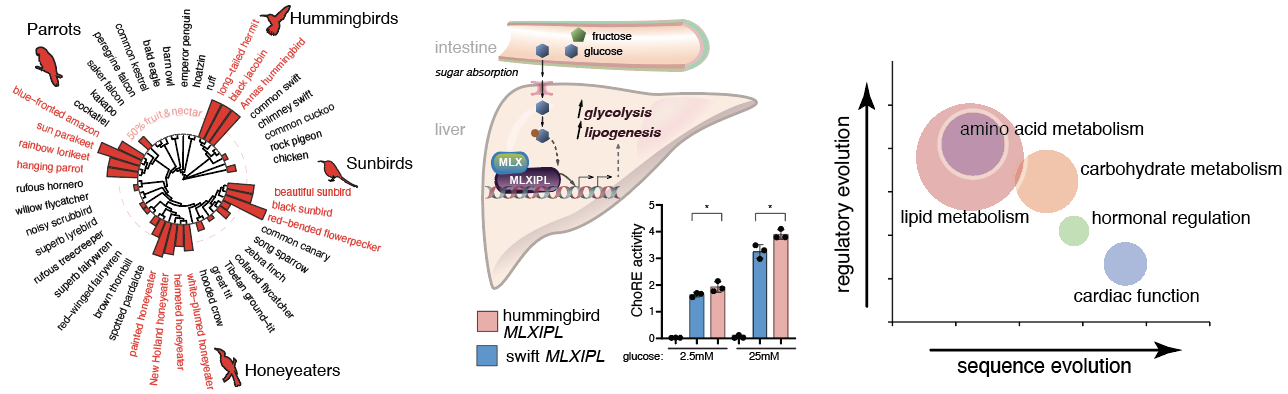 Parrots
Hummingbirds
Sunbirds
Honeyeaters
50% fruit & nectar
blue–fronted amazon
sun parakeet
rainbow lorikeet
hanging parrot
cockatiel
kakapo
saker falcon
peregrine falcon
common kestrel
bald eagle
barn owl
emperor penguin
hoatzin
ruff
long–tailed hermit
black jacobin
Annas hummingbird
common swift
chimney swift
common cuckoo
rock pigeon
chicken
beautiful sunbird
black sunbird
red–bended flowerpecker
common canary
song sparrow
zebra finch
collared flycatcher
Tibetan ground–tit
great tit
hooded crow
white–plumed honeyeater
helmeted honeyeater
New Holland honeyeater
painted honeyeater
spotted pardalote
brown thornbill
red–winged fairywren
superb fairywren
rufous treecreeper
superb lyrebird
noisy scrubbird
willow flycatcher
rufous hornero
intestine
fructose
glucose
sugar absorption
liver
glycolysis
lipogenesis
MLX
MLXIPL
hummingbird
MLXIPL
swift MLXIPL
ChoRE activity
5
4
3
2
1
0
*
*
glucose:
2.5mM
25mM
regulatory evolution
amino acid metabolism
carbohydrate metabolism
lipid metabolism
hormonal regulation
cardiac function
sequence evolution